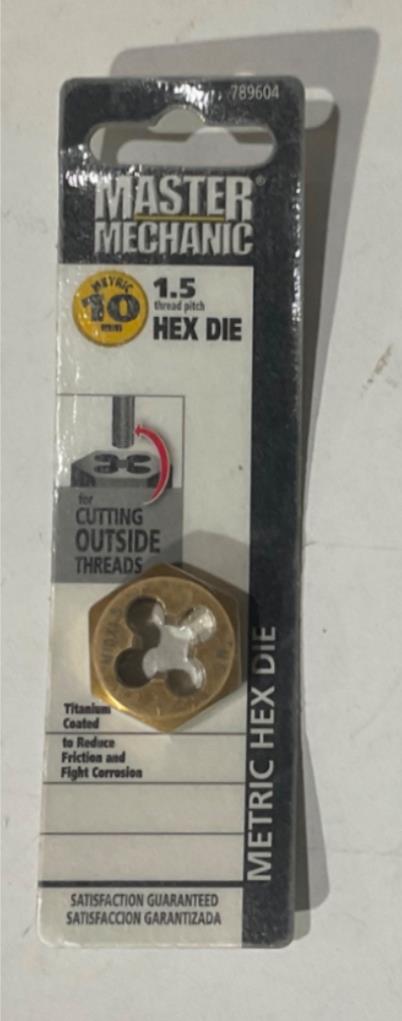 789604
MASTER
MECHANIC®
METRIC
10
1.5
thread pitch
HEX DIE
for
CUTTING
OUTSIDE
THREADS
Titanium
Coated
to Reduce
Friction and
Fight Corrosion
METRIC HEX DIE
SATISFACTION GUARANTEED
SATISFACCION GARANTIZADA